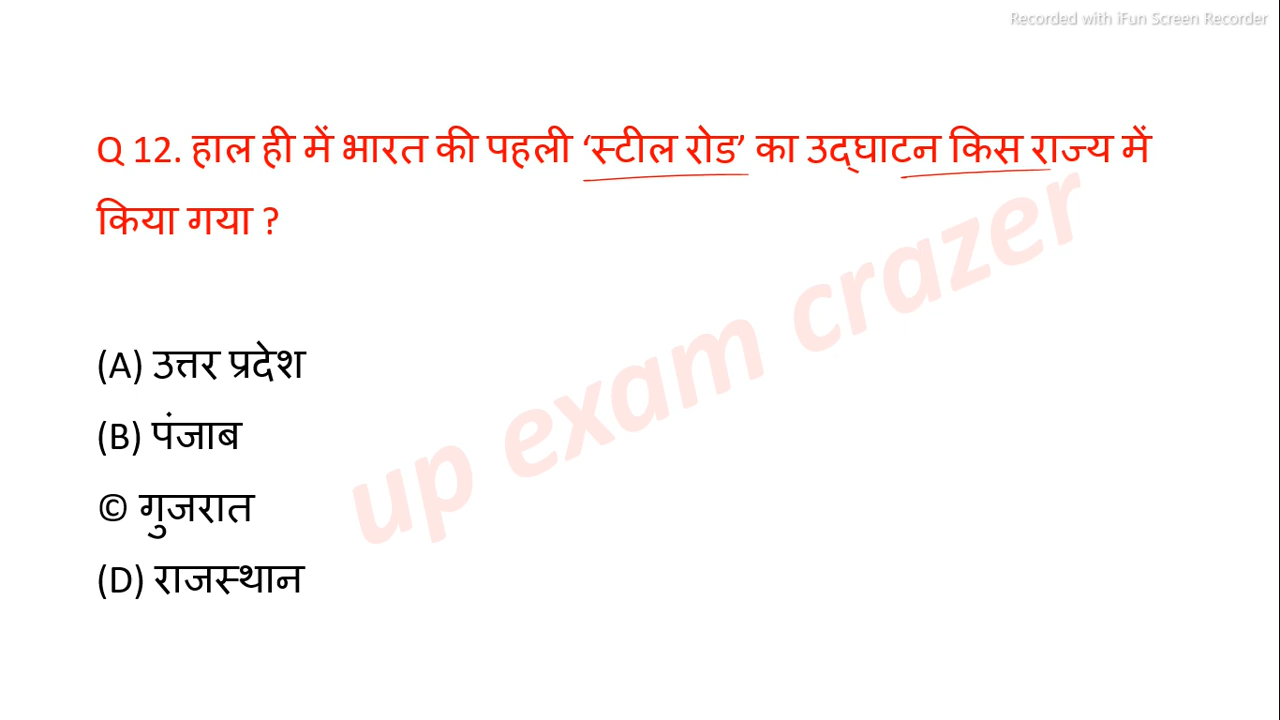 Recorded with iFun Screen Recorder
Q 12. हाल ही में भारत की पहली ‘स्टील रोड’ का उद्घाटन किस राज्य में
किया गया ?
(A) उत्तर प्रदेश
(B) पंजाब
© गुजरात
(D) राजस्थान
up exam crazer